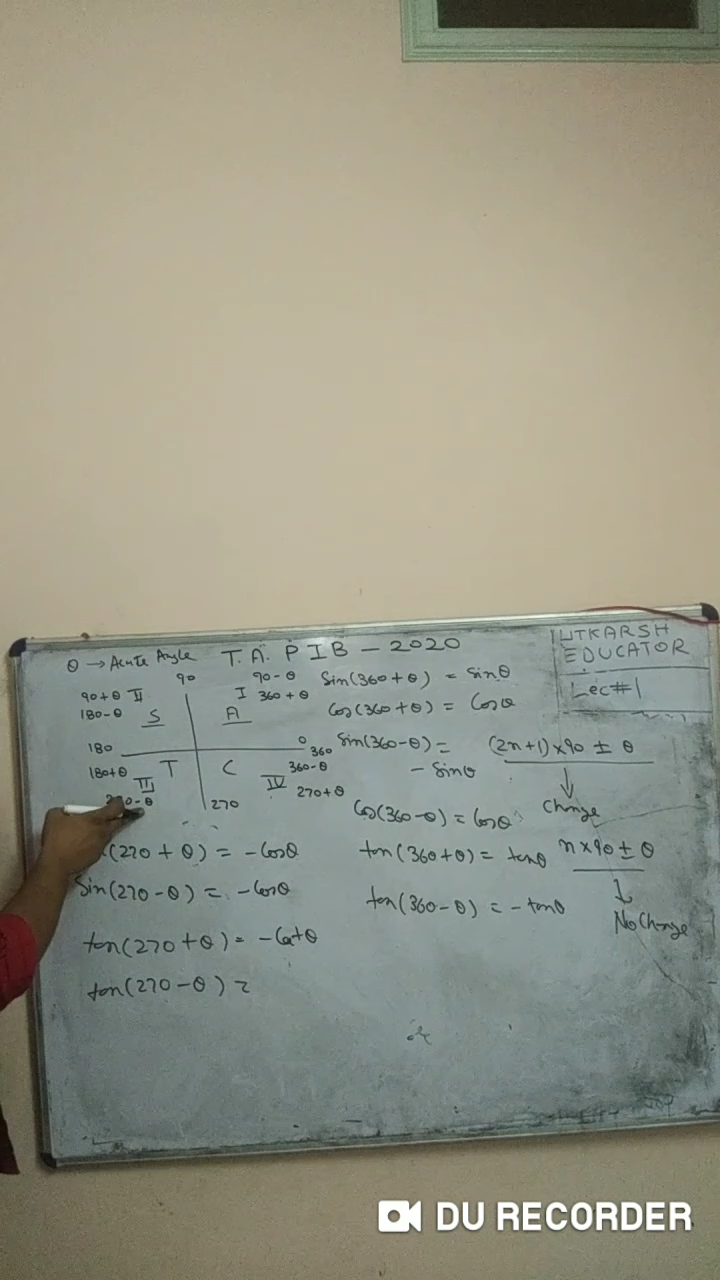 θ → Acute Angle T. A. P I B - 2020
UTKARSH
EDUCATOR
Lec#1
90
90+θ II
180-θ S
I 90-θ
360+θ
A
180
0
360
180+θ T
III
-θ
C
IV
360-θ
270+θ
270
Sin(360+θ) = sinθ
Cos(360+θ) = Cosθ
Sin(360-θ) =
- Sinθ
Cos(360-θ) = Cosθ
tan(360+θ) = tanθ
tan(360-θ) = - tanθ
(2n+1)×90 ± θ
↓
Change
n×90 ± θ
↓
No Change
(270 + θ) = - Cosθ
Sin(270 - θ) = - Cosθ
tan(270 + θ) = - Catθ
tan(270 - θ) =
DU RECORDER